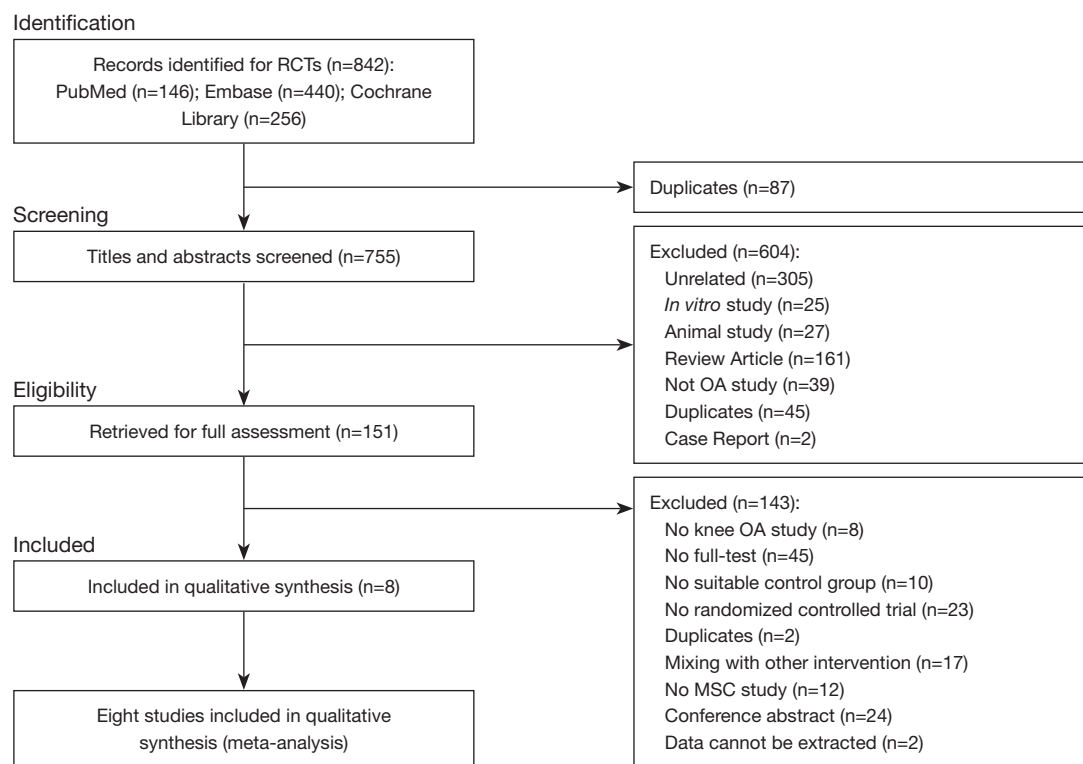 Identification
Records identified for RCTs (n=842):
PubMed (n=146); Embase (n=440); Cochrane
Library (n=256)
Duplicates (n=87)
Screening
Titles and abstracts screened (n=755)
Excluded (n=604):
Unrelated (n=305)
In vitro study (n=25)
Animal study (n=27)
Review Article (n=161)
Not OA study (n=39)
Duplicates (n=45)
Case Report (n=2)
Eligibility
Retrieved for full assessment (n=151)
Excluded (n=143):
No knee OA study (n=8)
No full-test (n=45)
No suitable control group (n=10)
No randomized controlled trial (n=23)
Duplicates (n=2)
Mixing with other intervention (n=17)
No MSC study (n=12)
Conference abstract (n=24)
Data cannot be extracted (n=2)
Included
Included in qualitative synthesis (n=8)
Eight studies included in qualitative
synthesis (meta-analysis)